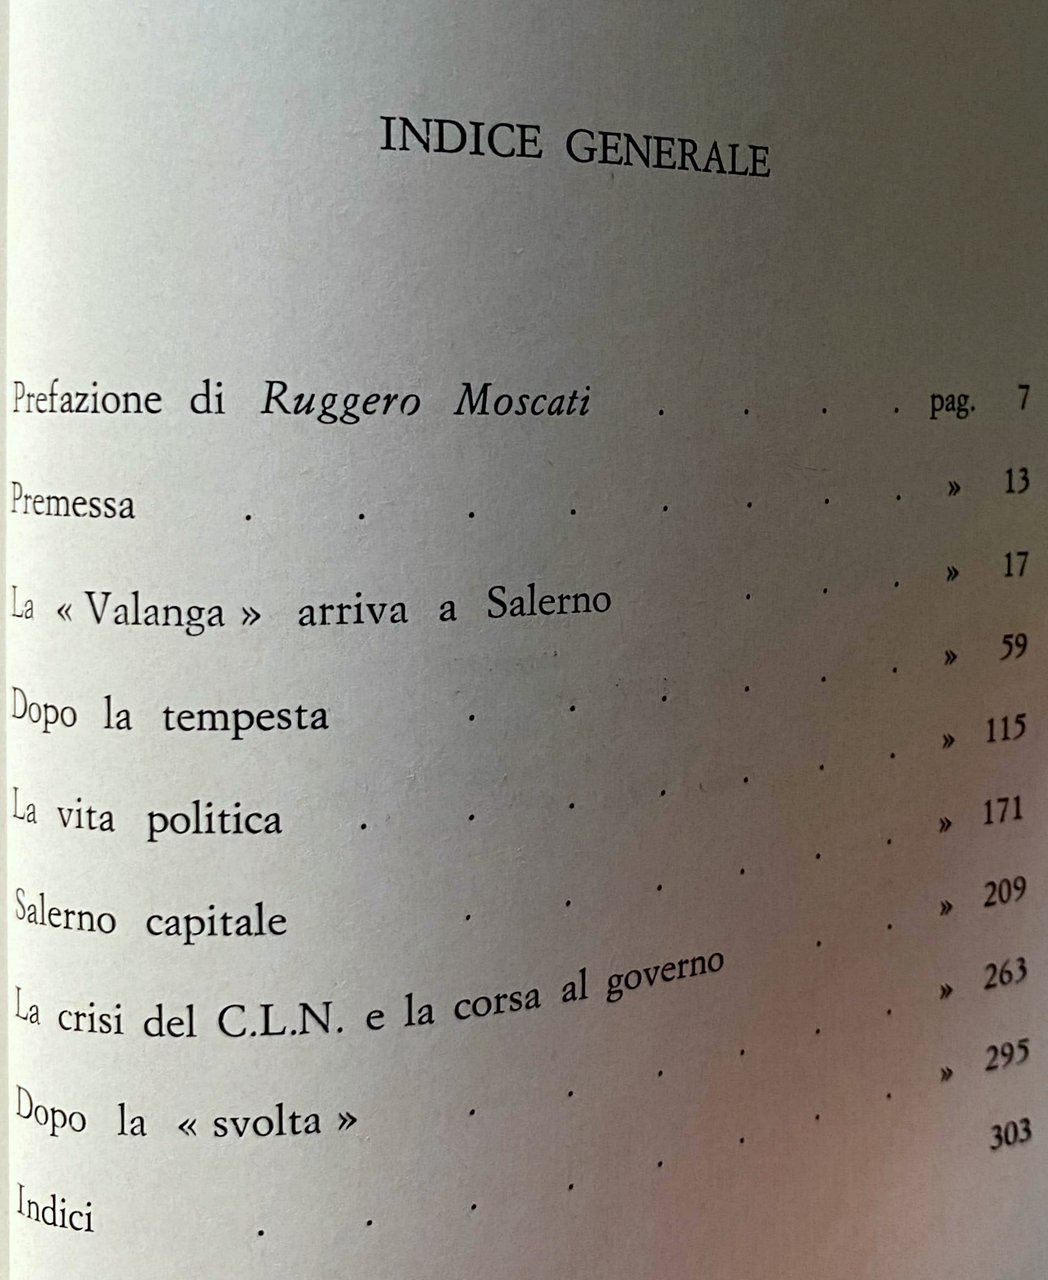 INDICE GENERALE
Prefazione di Ruggero Moscati . . . . pag. 7
Premessa . . . . . . . . » 13
La « Valanga » arriva a Salerno . . . » 17
Dopo la tempesta . . . . . . » 59
La vita politica . . . . . . . » 115
Salerno capitale . . . . . . » 171
La crisi del C.L.N. e la corsa al governo . . » 209
Dopo la « svolta » . . . . . . » 263
Indici . . . . . . . . » 295
303